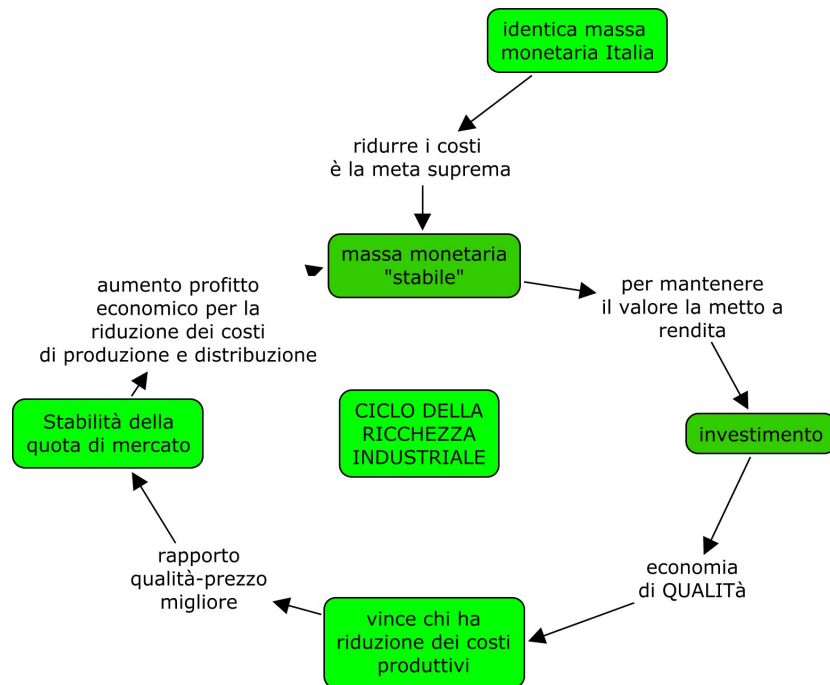 identica massa
monetaria Italia
ridurre i costi
è la meta suprema
massa monetaria
"stabile"
per mantenere
il valore la metto a
rendita
investimento
economia
di QUALITà
vince chi ha
riduzione dei costi
produttivi
rapporto
qualità-prezzo
migliore
Stabilità della
quota di mercato
aumento profitto
economico per la
riduzione dei costi
di produzione e distribuzione
CICLO DELLA
RICCHEZZA
INDUSTRIALE